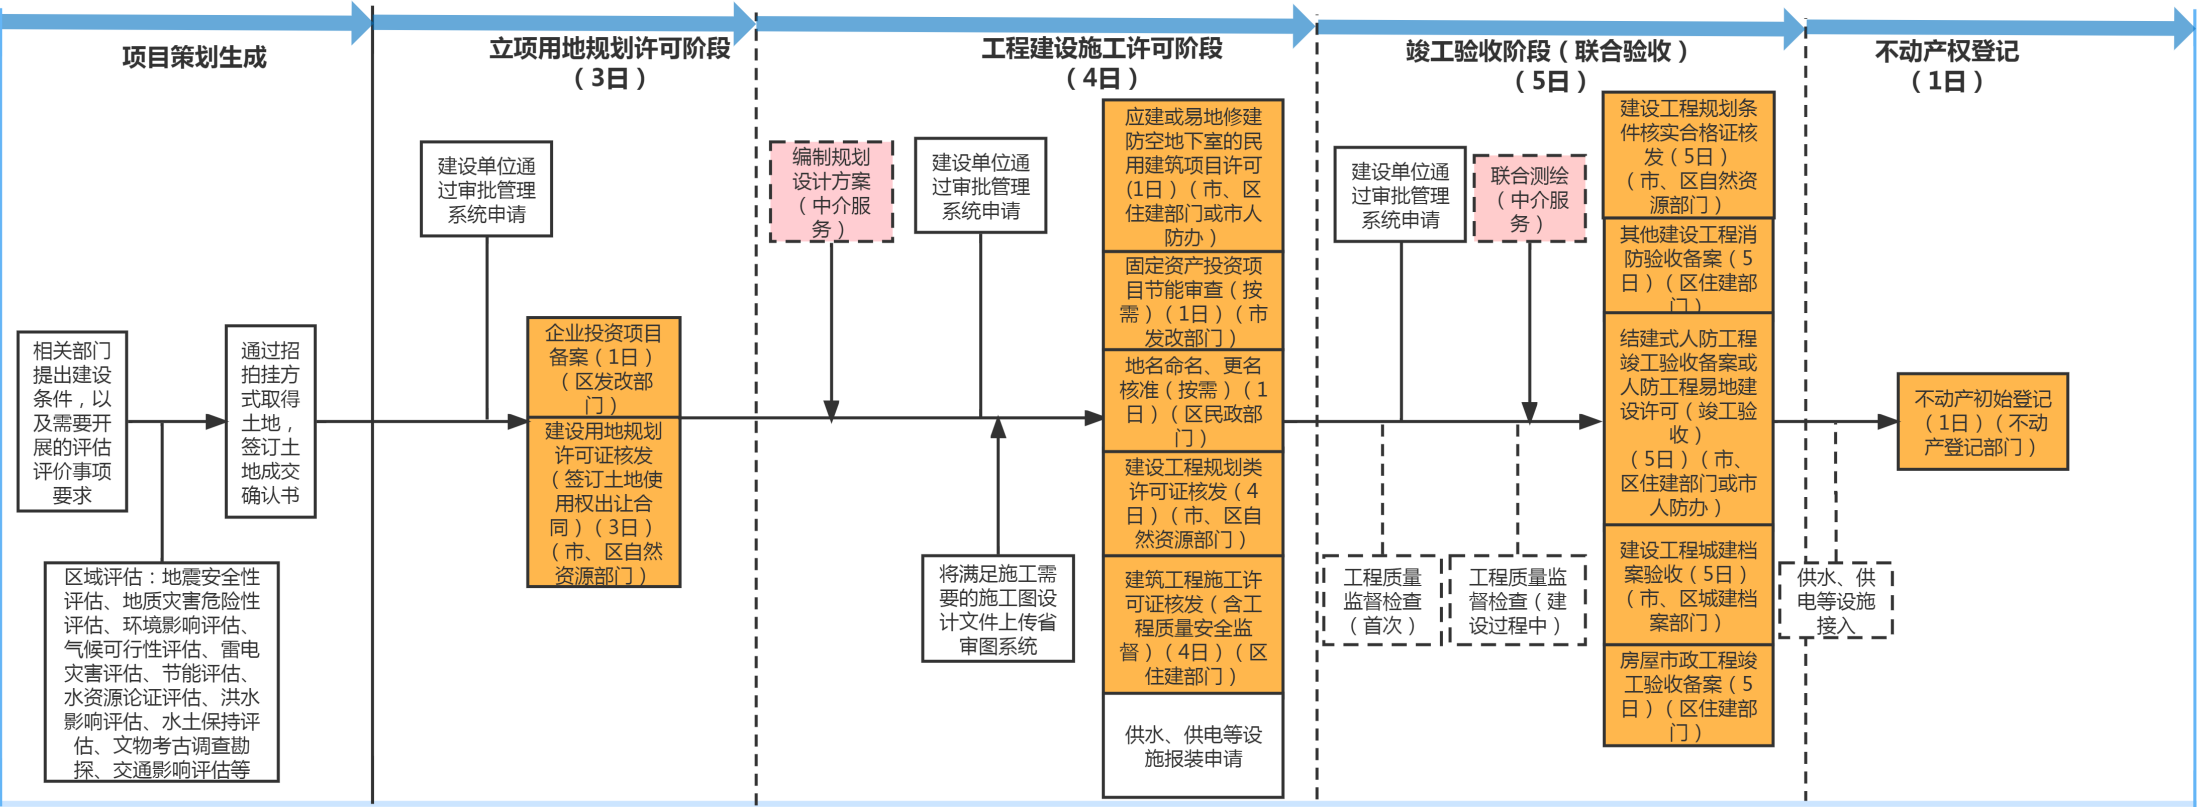 项目策划生成
立项用地规划许可阶段
（3日）
工程建设施工许可阶段
（4日）
竣工验收阶段（联合验收）
（5日）
不动产权登记
（1日）
相关部门
提出建设
条件，以
及需要开
展的评估
评价事项
要求
通过招
拍挂方
式取得
土地，
签订土
地成交
确认书
区域评估：地震安全性
评估、地质灾害危险性
评估、环境影响评估、
气候可行性评估、雷电
灾害评估、节能评估、
水资源论证评估、洪水
影响评估、水土保持评
估、文物考古调查勘
探、交通影响评估等
建设单位通
过审批管理
系统申请
企业投资项目
备案（1日）
（区发改部
门）
建设用地规划
许可证核发
（签订土地使
用权出让合
同）（3日）
（市、区自然
资源部门）
编制规划
设计方案
（中介服
务）
建设单位通
过审批管理
系统申请
将满足施工需
要的施工图设
计文件上传省
审图系统
应建或易地修建
防空地下室的民
用建筑项目许可
(1日）（市、区
住建部门或市人
防办）
固定资产投资项
目节能审查（按
需）（1日）（市
发改部门）
地名命名、更名
核准（按需）（1
日）（区民政部
门）
建设工程规划类
许可证核发（4
日）（市、区自
然资源部门）
建筑工程施工许
可证核发（含工
程质量安全监
督）（4日）（区
住建部门）
供水、供电等设
施报装申请
建设单位通
过审批管理
系统申请
联合测绘
（中介服
务）
工程质量
监督检查
（首次）
工程质量监
督检查（建
设过程中）
建设工程规划条
件核实合格证核
发（5日）
（市、区自然资
源部门）
其他建设工程消
防验收备案（5
日）（区住建部
门）
结建式人防工程
竣工验收备案或
人防工程易地建
设许可（竣工验
收）
（5日）（市、
区住建部门或市
人防办）
建设工程城建档
案验收（5日）
（市、区城建档
案部门）
房屋市政工程竣
工验收备案（5
日）（区住建部
门）
供水、供
电等设施
接入
不动产初始登记
（1日）（不动
产登记部门）